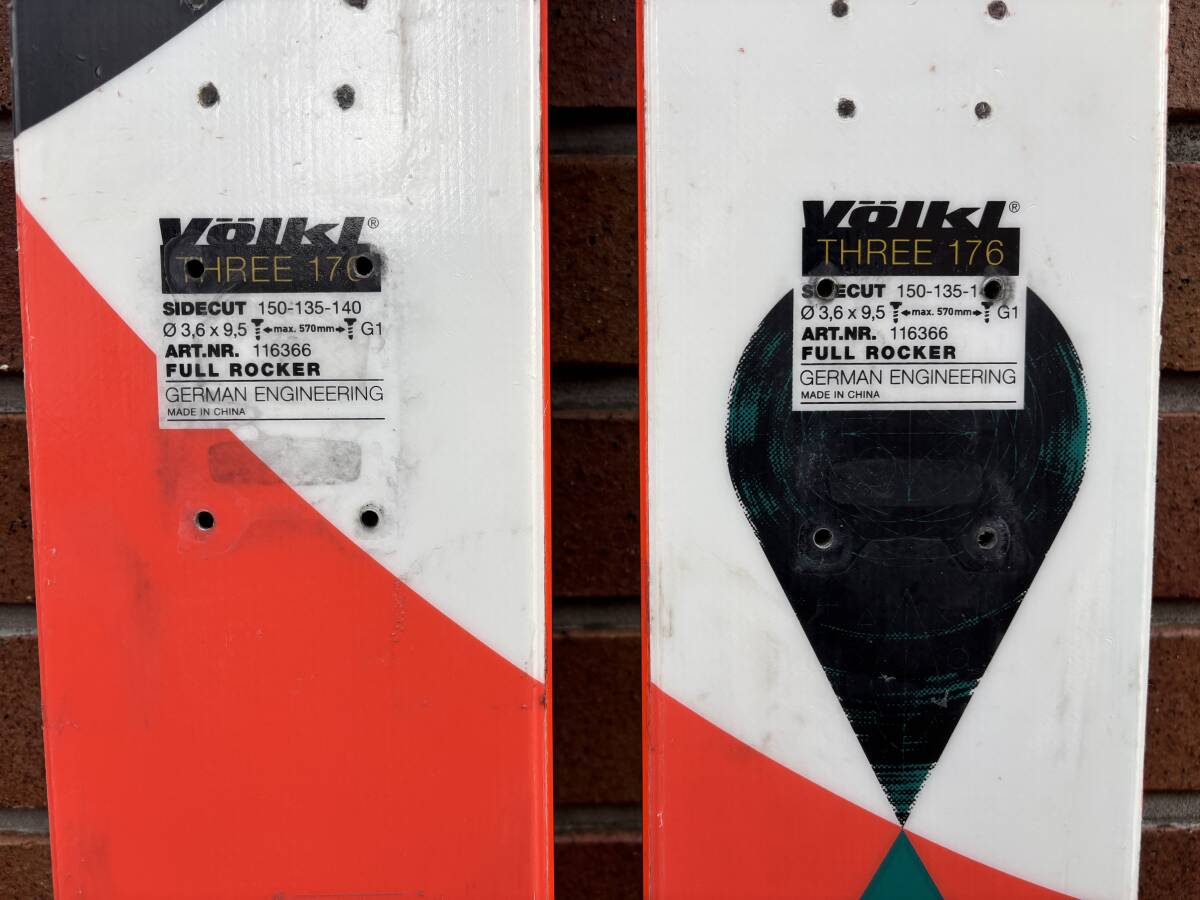 Völkl®
THREE 176
SIDECUT 150-135-140
Ø 3,6 x 9,5 max. 570mm G1
ART.NR. 116366
FULL ROCKER
GERMAN ENGINEERING
MADE IN CHINA
Völkl®
THREE 176
SIDECUT 150-135-140
Ø 3,6 x 9,5 max. 570mm G1
ART.NR. 116366
FULL ROCKER
GERMAN ENGINEERING
MADE IN CHINA